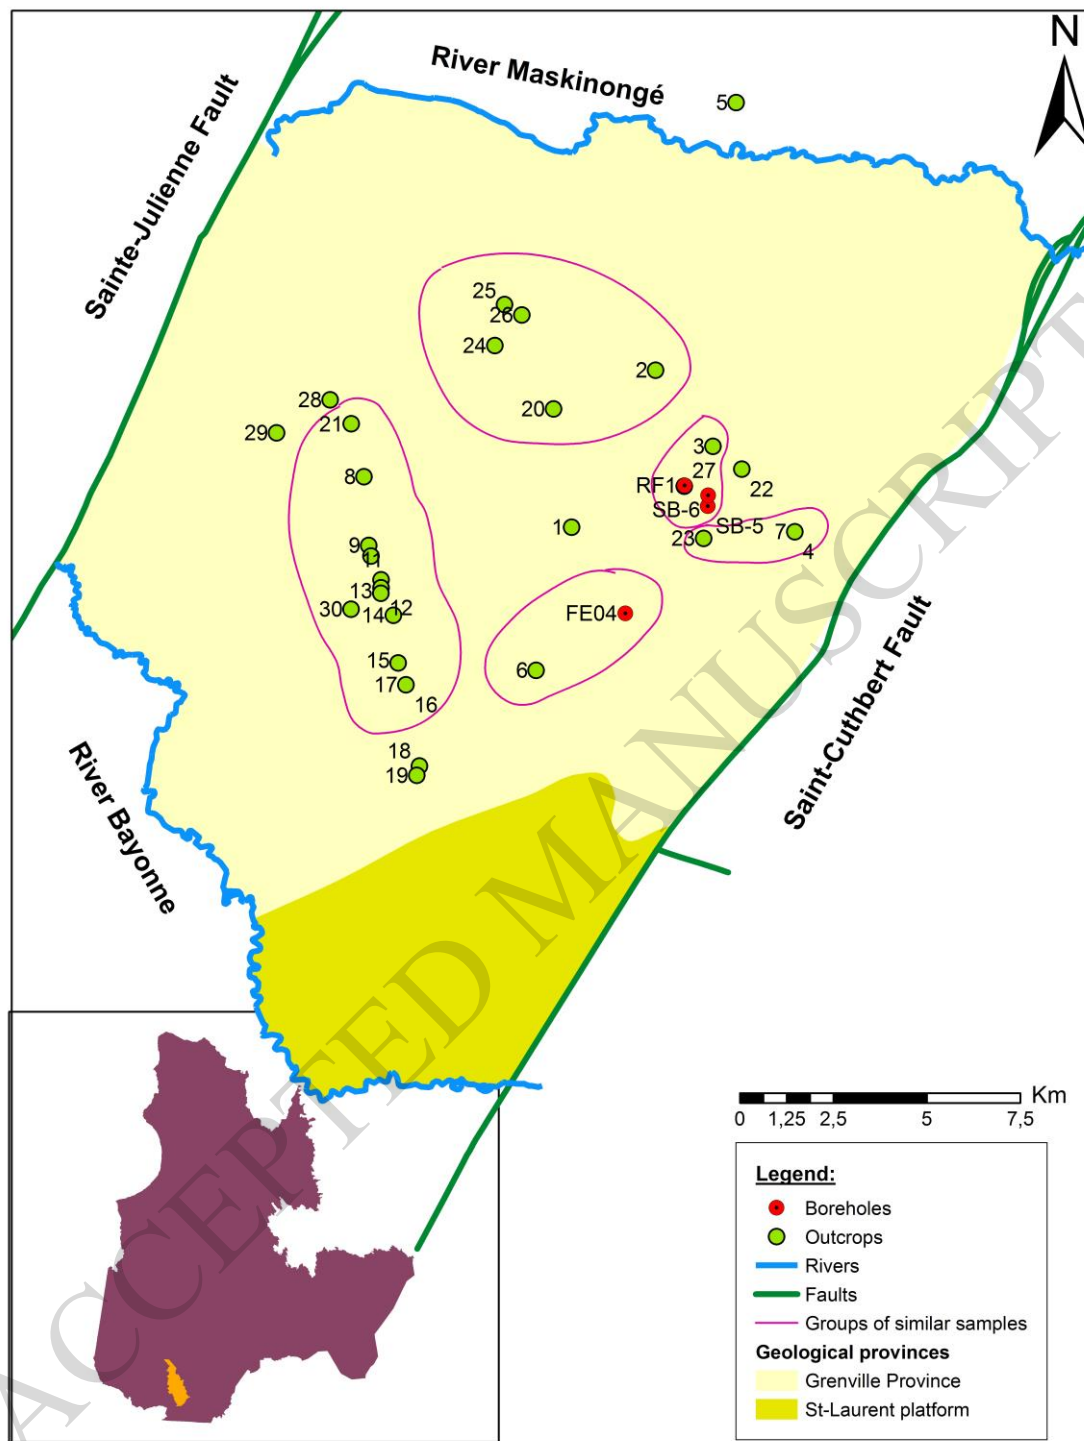 N
River Maskinongé
5
Sainte-Julienne Fault
25
26
24
2
20
28
21
29
3
8
27
22
RF1
SB-6
SB-5
1
23
7
4
9
11
13
12
30
14
FE04
15
6
17
16
18
19
Saint-Cuthbert Fault
River Bayonne
ACCEPTED MANUSCRIPT
Km
0 1,25 2,5 5 7,5
Legend:
Boreholes
Outcrops
Rivers
Faults
Groups of similar samples
Geological provinces
Grenville Province
St-Laurent platform